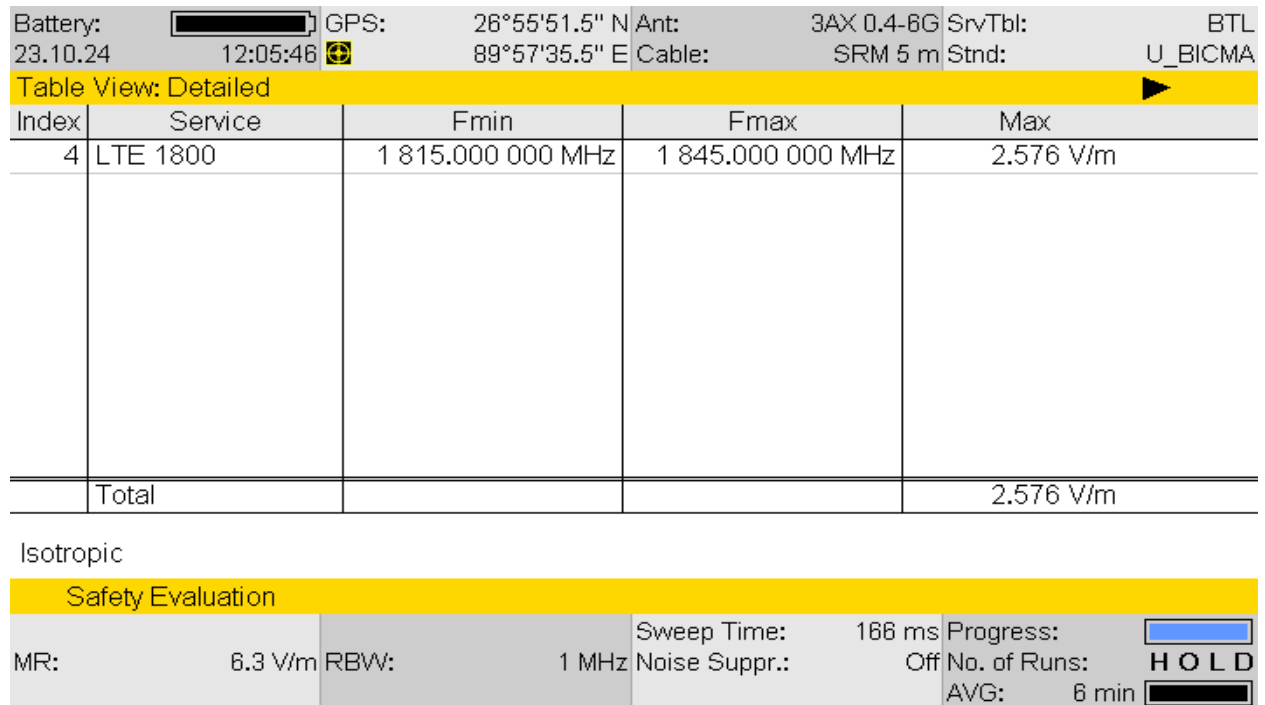 Battery: GPS: 26°55'51.5" N Ant: 3AX 0.4-6G SrvTbl: BTL
23.10.24 12:05:46 89°57'35.5" E Cable: SRM 5 m Stnd: U_BICMA
Table View: Detailed
Index Service Fmin Fmax Max
4 LTE 1800 1 815.000 000 MHz 1 845.000 000 MHz 2.576 V/m
Total 2.576 V/m
Isotropic
Safety Evaluation
Sweep Time: 166 ms Progress:
MR: 6.3 V/m RBW: 1 MHz Noise Suppr.: Off No. of Runs: HOLD
AVG: 6 min